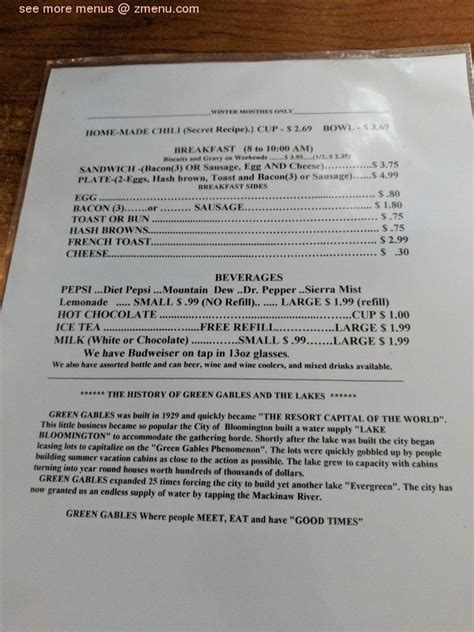 see more menus @ zmenu.com
WINTER MONTHES ONLY
HOME-MADE CHILI (Secret Recipe).} CUP - $ 2.69 BOWL - $ 3.69
BREAKFAST (8 to 10:00 AM)
Biscuits and Gravy on Weekends ......$ 3.95....(1/2..$ 2.35)
SANDWICH -(Bacon(3) OR Sausage, Egg AND Cheese)..............$ 3.75
PLATE-(2-Eggs, Hash brown, Toast and Bacon(3) or Sausage).....$ 4.99
BREAKFAST SIDES
EGG ......................................................................$ .80
BACON (3)......or ........ SAUSAGE.................................$ 1.80
TOAST OR BUN ......................................................$ .75
HASH BROWNS.......................................................$ .75
FRENCH TOAST.......................................................$ 2.99
CHEESE..................................................................$ .30
BEVERAGES
PEPSI ...Diet Pepsi ...Mountain Dew ..Dr. Pepper ..Sierra Mist
Lemonade ..... SMALL $ .99 (NO Refill).. ..... LARGE $ 1.99 (refill)
HOT CHOCOLATE ..................................................CUP $ 1.00
ICE TEA ..........................FREE REFILL...............LARGE $ 1.99
MILK (White or Chocolate) ............SMALL $ .99.........LARGE $ 1.99
We have Budweiser on tap in 13oz glasses.
We also have assorted bottle and can beer, wine and wine coolers, and mixed drinks available.
****** THE HISTORY OF GREEN GABLES AND THE LAKES ******
GREEN GABLES was built in 1929 and quickly became "THE RESORT CAPITAL OF THE WORLD".
This little business became so popular the City of Bloomington built a water supply "LAKE
BLOOMINGTON" to accommodate the gathering horde. Shortly after the lake was built the city began
leasing lots to capitalize on the "Green Gables Phenomenon". The lots were quickly gobbled up by people
building summer vacation cabins as close to the action as possible. The lake grew to capacity with cabins
turning into year round houses worth hundreds of thousands of dollars.
GREEN GABLES expanded 25 times forcing the city to build yet another lake "Evergreen". The city has
now granted us an endless supply of water by tapping the Mackinaw River.
GREEN GABLES Where people MEET, EAT and have "GOOD TIMES"